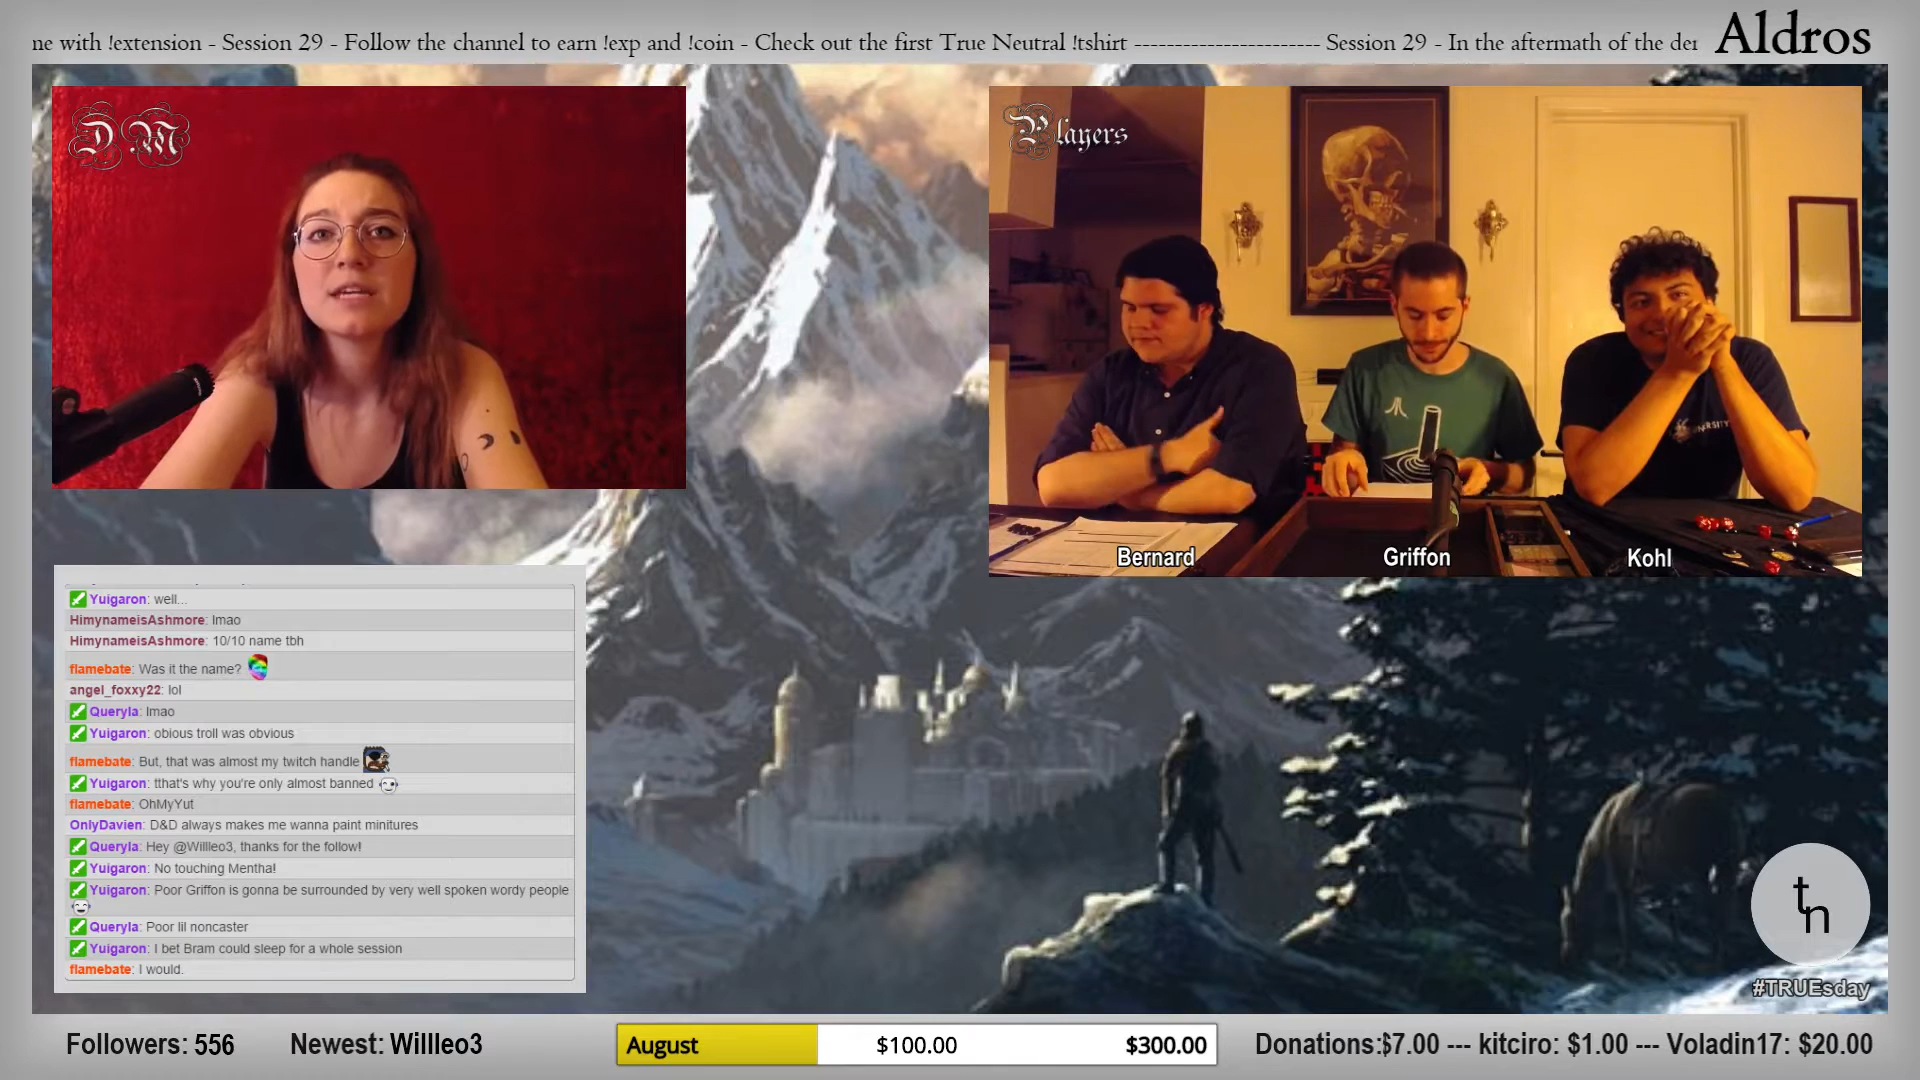 ne with !extension - Session 29 - Follow the channel to earn !exp and !coin - Check out the first True Neutral !tshirt ----------------------- Session 29 - In the aftermath of the der
Aldros
DM
Players
Bernard
Griffon
Kohl
Yuigaron: well...
HimynameisAshmore: lmao
HimynameisAshmore: 10/10 name tbh
flamebate: Was it the name?
angel_foxxy22: lol
Queryla: lmao
Yuigaron: obious troll was obvious
flamebate: But, that was almost my twitch handle
Yuigaron: tthat's why you're only almost banned
flamebate: OhMyYut
OnlyDavien: D&D always makes me wanna paint minitures
Queryla: Hey @Willleo3, thanks for the follow!
Yuigaron: No touching Mentha!
Yuigaron: Poor Griffon is gonna be surrounded by very well spoken wordy people
Queryla: Poor lil noncaster
Yuigaron: I bet Bram could sleep for a whole session
flamebate: I would.
tn
#TRUEsday
Followers: 556
Newest: Willleo3
August
$100.00
$300.00
Donations:$7.00 --- kitciro: $1.00 --- Voladin17: $20.00